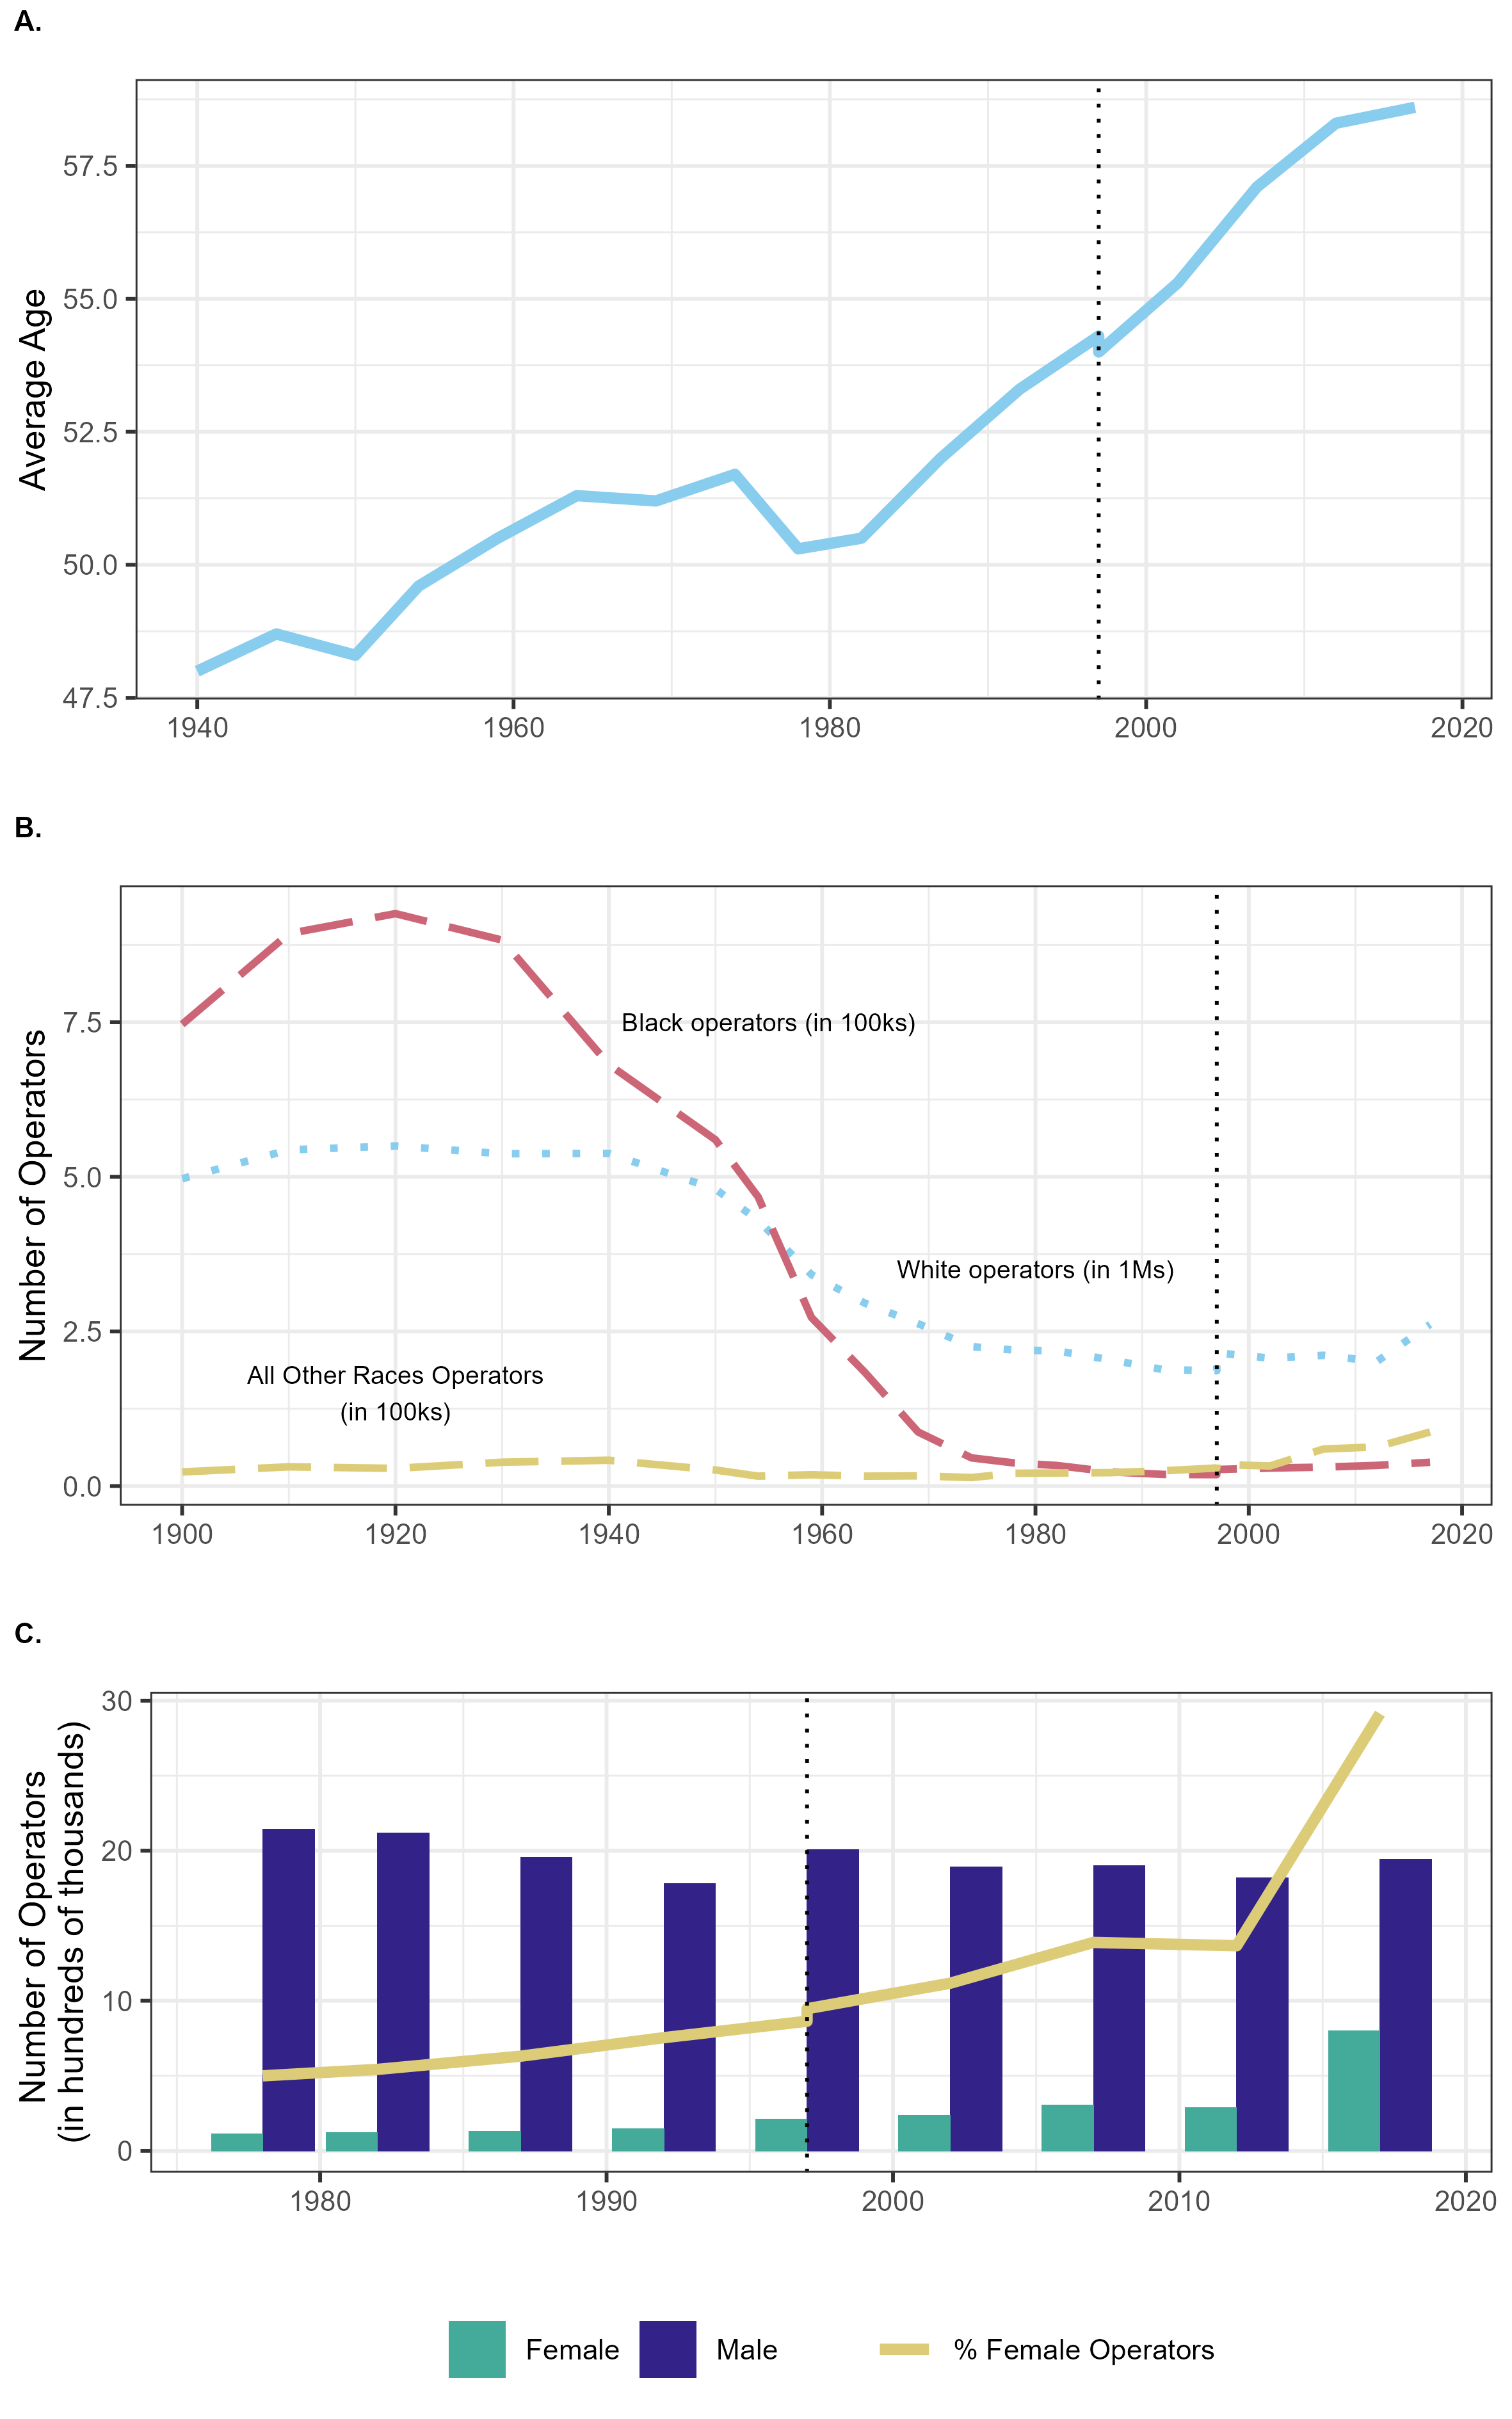 A.
Average Age
57.5
55.0
52.5
50.0
47.5
1940 1960 1980 2000 2020
B.
Number of Operators
7.5
5.0
2.5
0.0
Black operators (in 100ks)
White operators (in 1Ms)
All Other Races Operators
(in 100ks)
1900 1920 1940 1960 1980 2000 2020
C.
Number of Operators
(in hundreds of thousands)
30
20
10
0
1980 1990 2000 2010 2020
Female Male % Female Operators